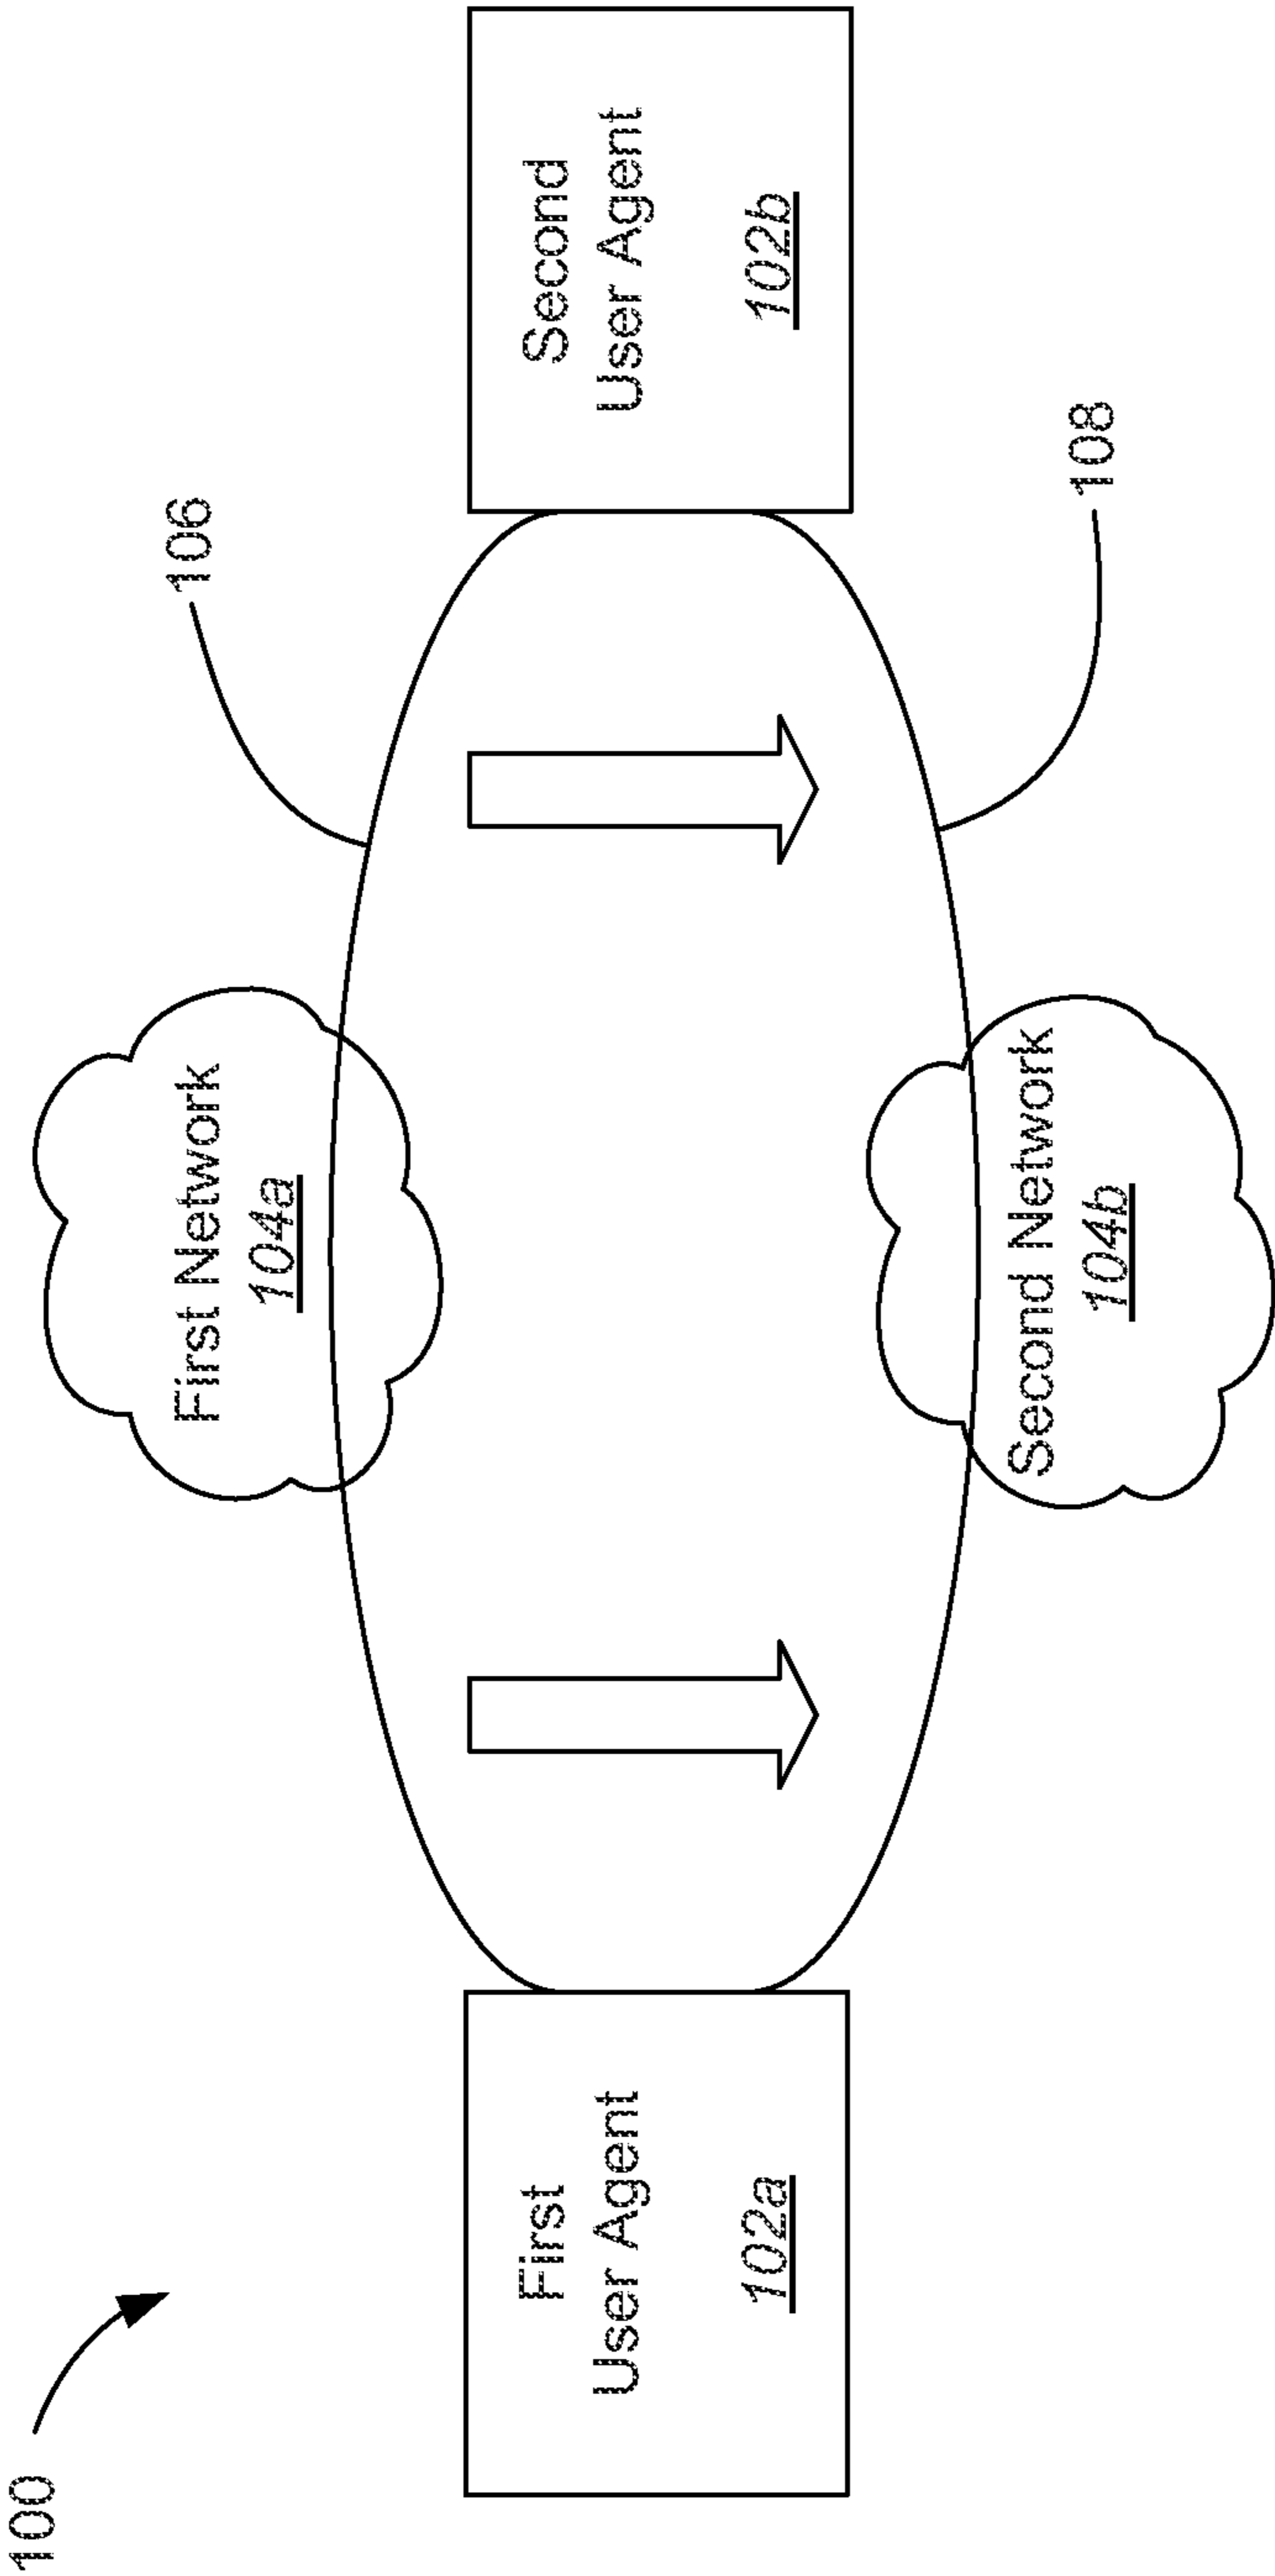 100
First Network
104a
106
First
User Agent
102a
Second
User Agent
102b
Second Network
104b
108